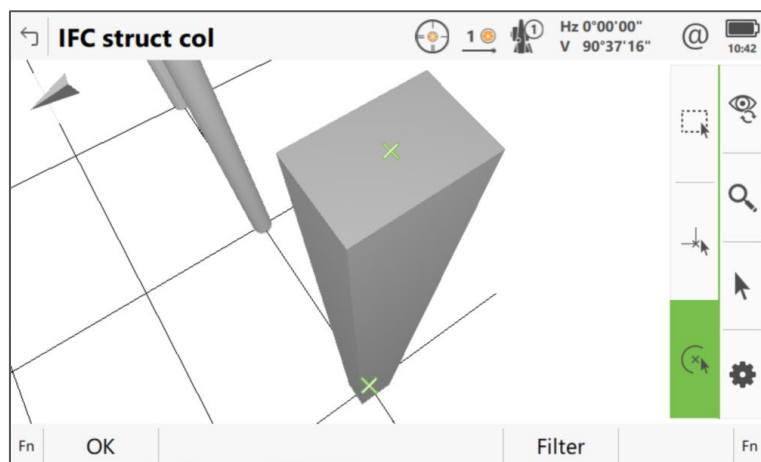 IFC struct col
1
1
Hz 0°00'00"
V 90°37'16"
@
10:42
Fn
OK
Filter
Fn